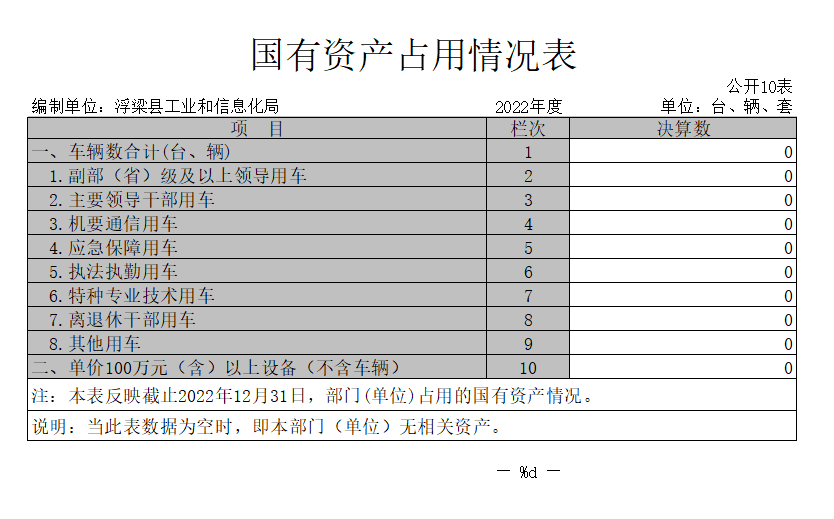 国有资产占用情况表
公开10表
编制单位：浮梁县工业和信息化局 2022年度 单位：台、辆、套
项 目 栏次 决算数
一、车辆数合计(台、辆) 1 0
1.副部（省）级及以上领导用车 2 0
2.主要领导干部用车 3 0
3.机要通信用车 4 0
4.应急保障用车 5 0
5.执法执勤用车 6 0
6.特种专业技术用车 7 0
7.离退休干部用车 8 0
8.其他用车 9 0
二、单价100万元（含）以上设备（不含车辆） 10 0
注：本表反映截止2022年12月31日，部门(单位)占用的国有资产情况。
说明：当此表数据为空时，即本部门（单位）无相关资产。
— %d —